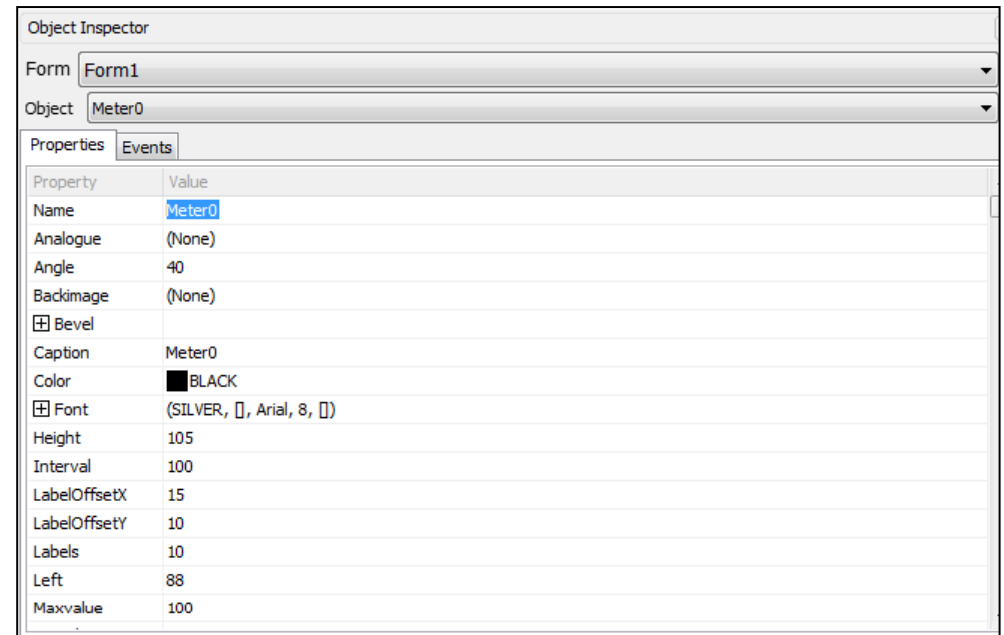 Object Inspector
Form Form1
Object Meter0
Properties Events
Property Value
Name Meter0
Analogue (None)
Angle 40
Backimage (None)
Bevel
Caption Meter0
Color BLACK
Font (SILVER, [], Arial, 8, [])
Height 105
Interval 100
LabelOffsetX 15
LabelOffsetY 10
Labels 10
Left 88
Maxvalue 100